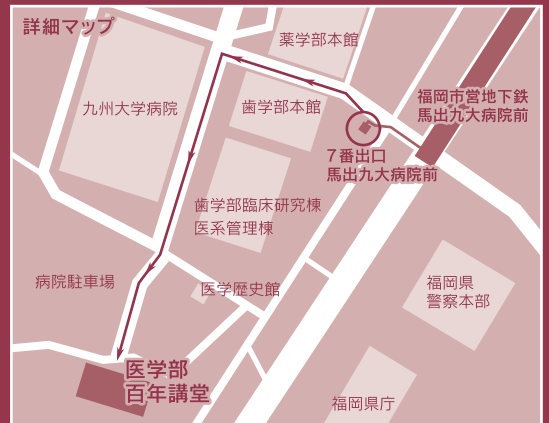 詳細マップ
薬学部本館
九州大学病院
歯学部本館
福岡市営地下鉄
馬出九大病院前
7番出口
馬出九大病院前
歯学部臨床研究棟
医系管理棟
病院駐車場
医学歴史館
福岡県
警察本部
医学部
百年講堂
福岡県庁